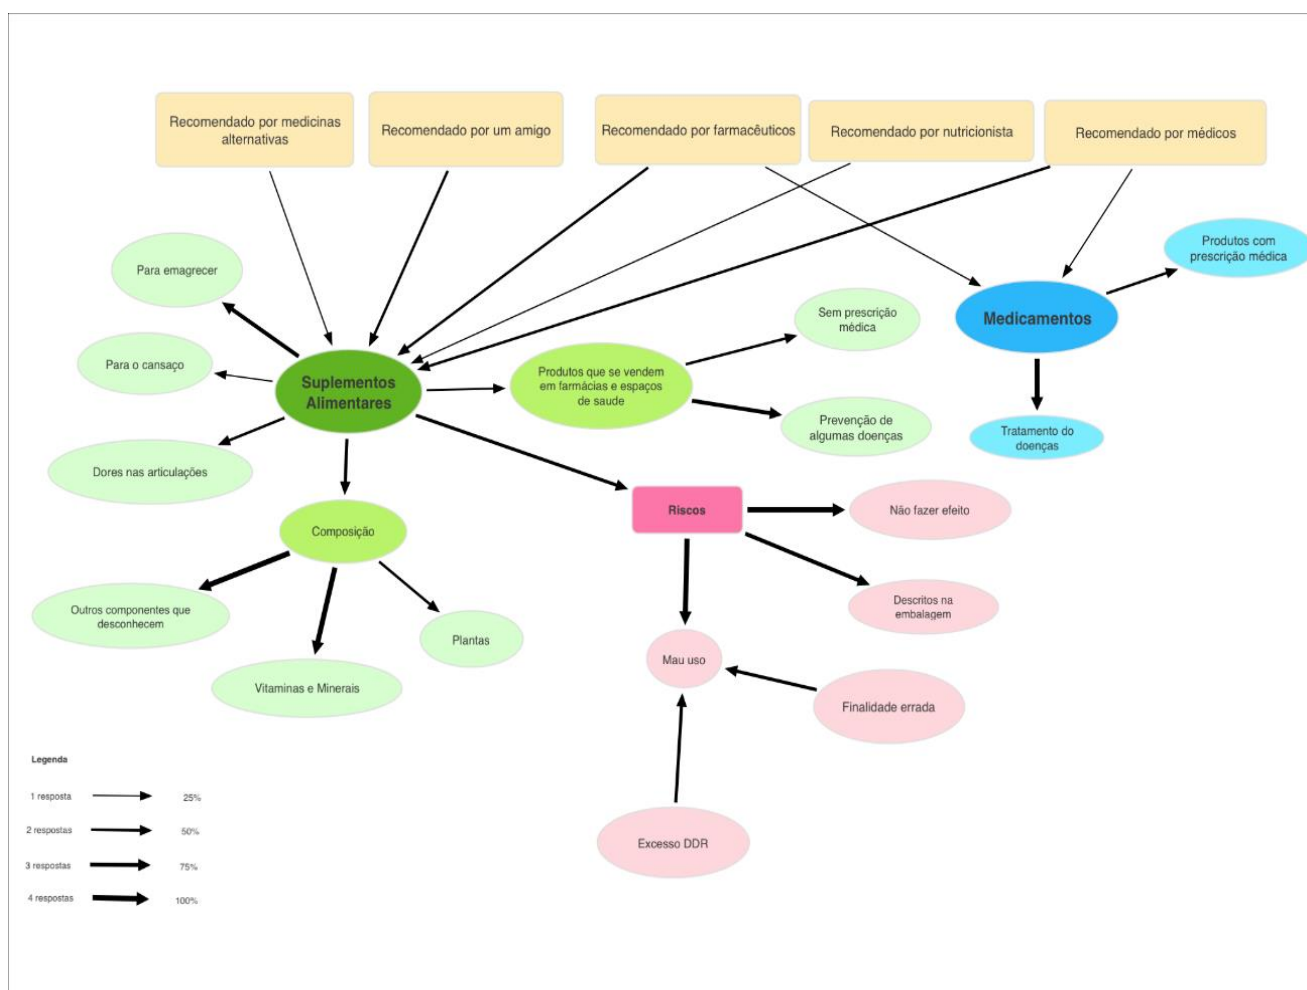 Recomendado por medicinas
alternativas
Recomendado por um amigo
Recomendado por farmacêuticos
Recomendado por nutricionista
Recomendado por médicos
Para emagrecer
Produtos com
prescrição médica
Sem prescrição
médica
Medicamentos
Para o cansaço
Suplementos
Alimentares
Produtos que se vendem
em farmácias e espaços
de saude
Prevenção de
algumas doenças
Tratamento do
doenças
Dores nas articulações
Riscos
Não fazer efeito
Composição
Outros componentes que
desconhecem
Descritos na
embalagem
Plantas
Mau uso
Vitaminas e Minerais
Finalidade errada
Excesso DDR
Legenda
1 resposta 25%
2 respostas 50%
3 respostas 75%
4 respostas 100%